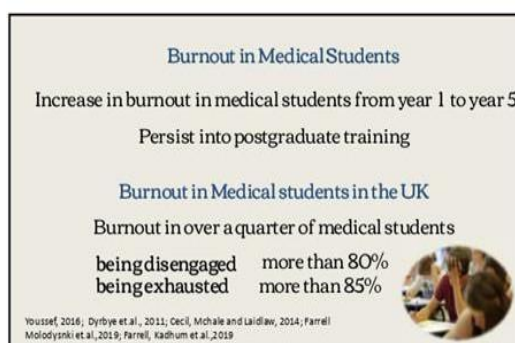 Burnout in Medical Students
Increase in burnout in medical students from year 1 to year 5
Persist into postgraduate training
Burnout in Medical students in the UK
Burnout in over a quarter of medical students
being disengaged more than 80%
being exhausted more than 85%
Youssef, 2016; Dyrbye et al., 2011; Cecil, Mchale and Laidlaw, 2014; Farrell
Molodysnki et al.,2019; Farrell, Kadhum et al.,2019